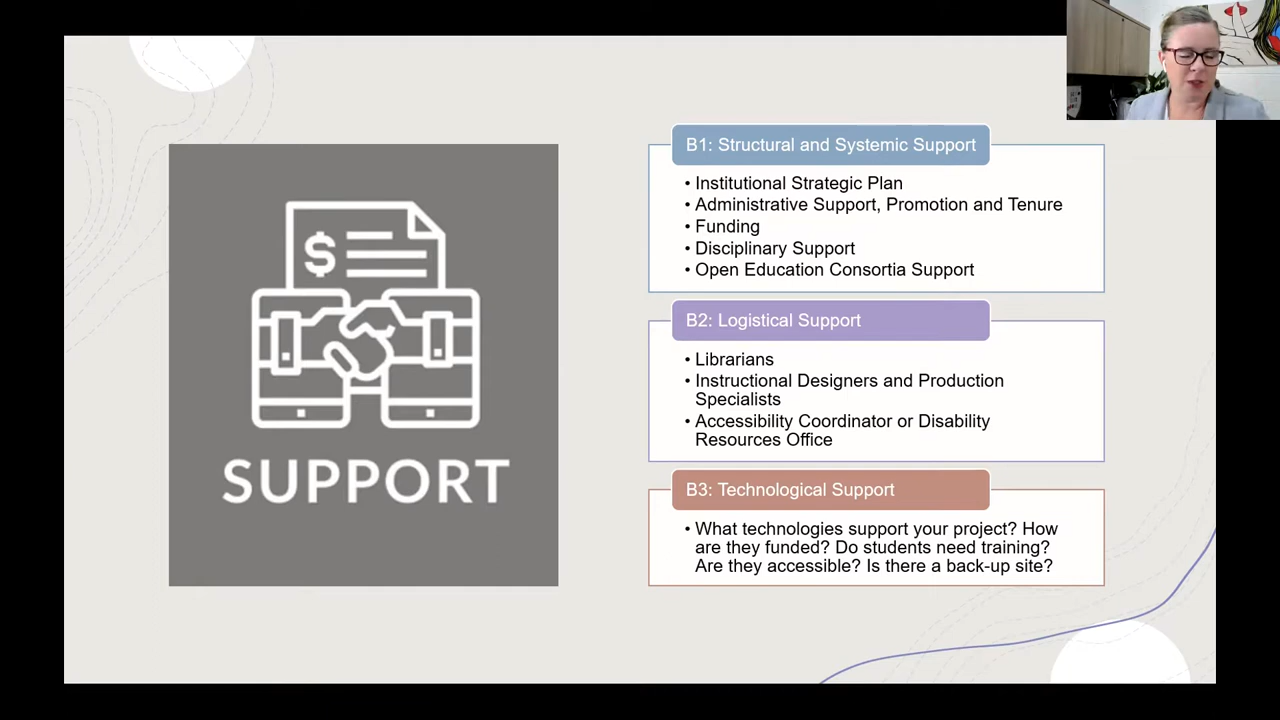 $
SUPPORT
B1: Structural and Systemic Support
• Institutional Strategic Plan
• Administrative Support, Promotion and Tenure
• Funding
• Disciplinary Support
• Open Education Consortia Support
B2: Logistical Support
• Librarians
• Instructional Designers and Production
Specialists
• Accessibility Coordinator or Disability
Resources Office
B3: Technological Support
• What technologies support your project? How
are they funded? Do students need training?
Are they accessible? Is there a back-up site?